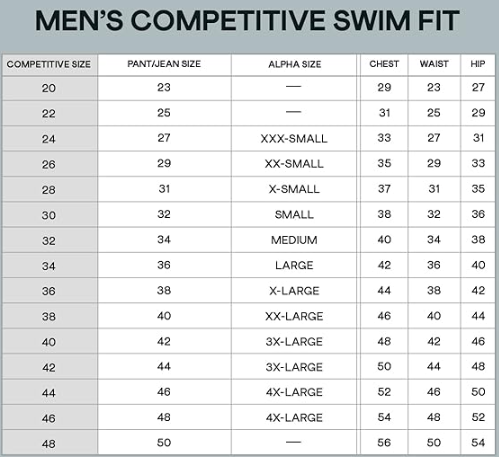 MEN'S COMPETITIVE SWIM FIT
COMPETITIVE SIZE PANT/JEAN SIZE ALPHA SIZE CHEST WAIST HIP
20 23 — 29 23 27
22 25 — 31 25 29
24 27 XXX-SMALL 33 27 31
26 29 XX-SMALL 35 29 33
28 31 X-SMALL 37 31 35
30 32 SMALL 38 32 36
32 34 MEDIUM 40 34 38
34 36 LARGE 42 36 40
36 38 X-LARGE 44 38 42
38 40 XX-LARGE 46 40 44
40 42 3X-LARGE 48 42 46
42 44 3X-LARGE 50 44 48
44 46 4X-LARGE 52 46 50
46 48 4X-LARGE 54 48 52
48 50 — 56 50 54